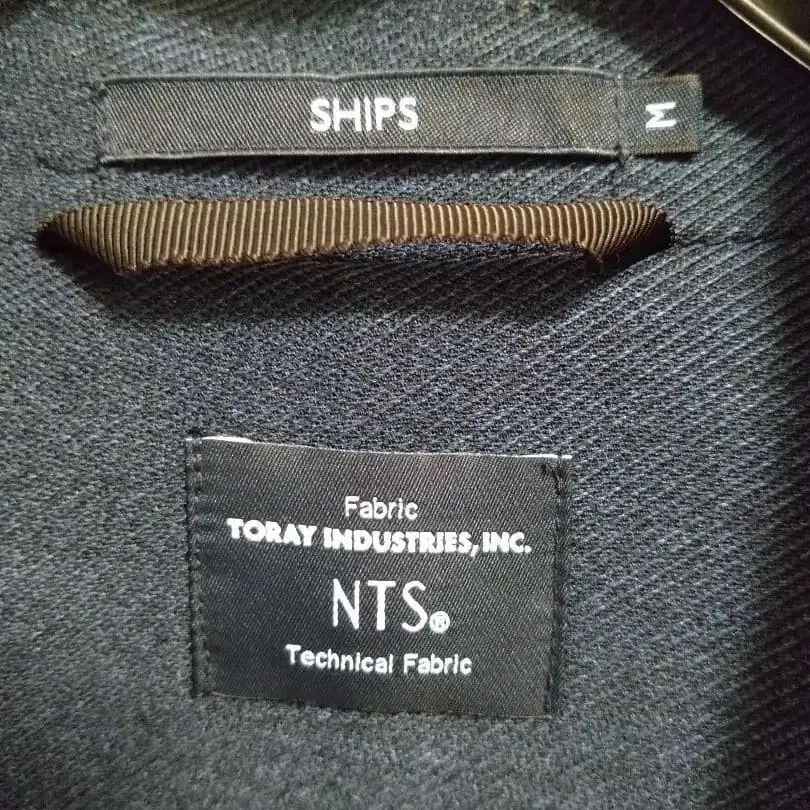 SHIPS
M
Fabric
TORAY INDUSTRIES, INC.
NTS®
Technical Fabric